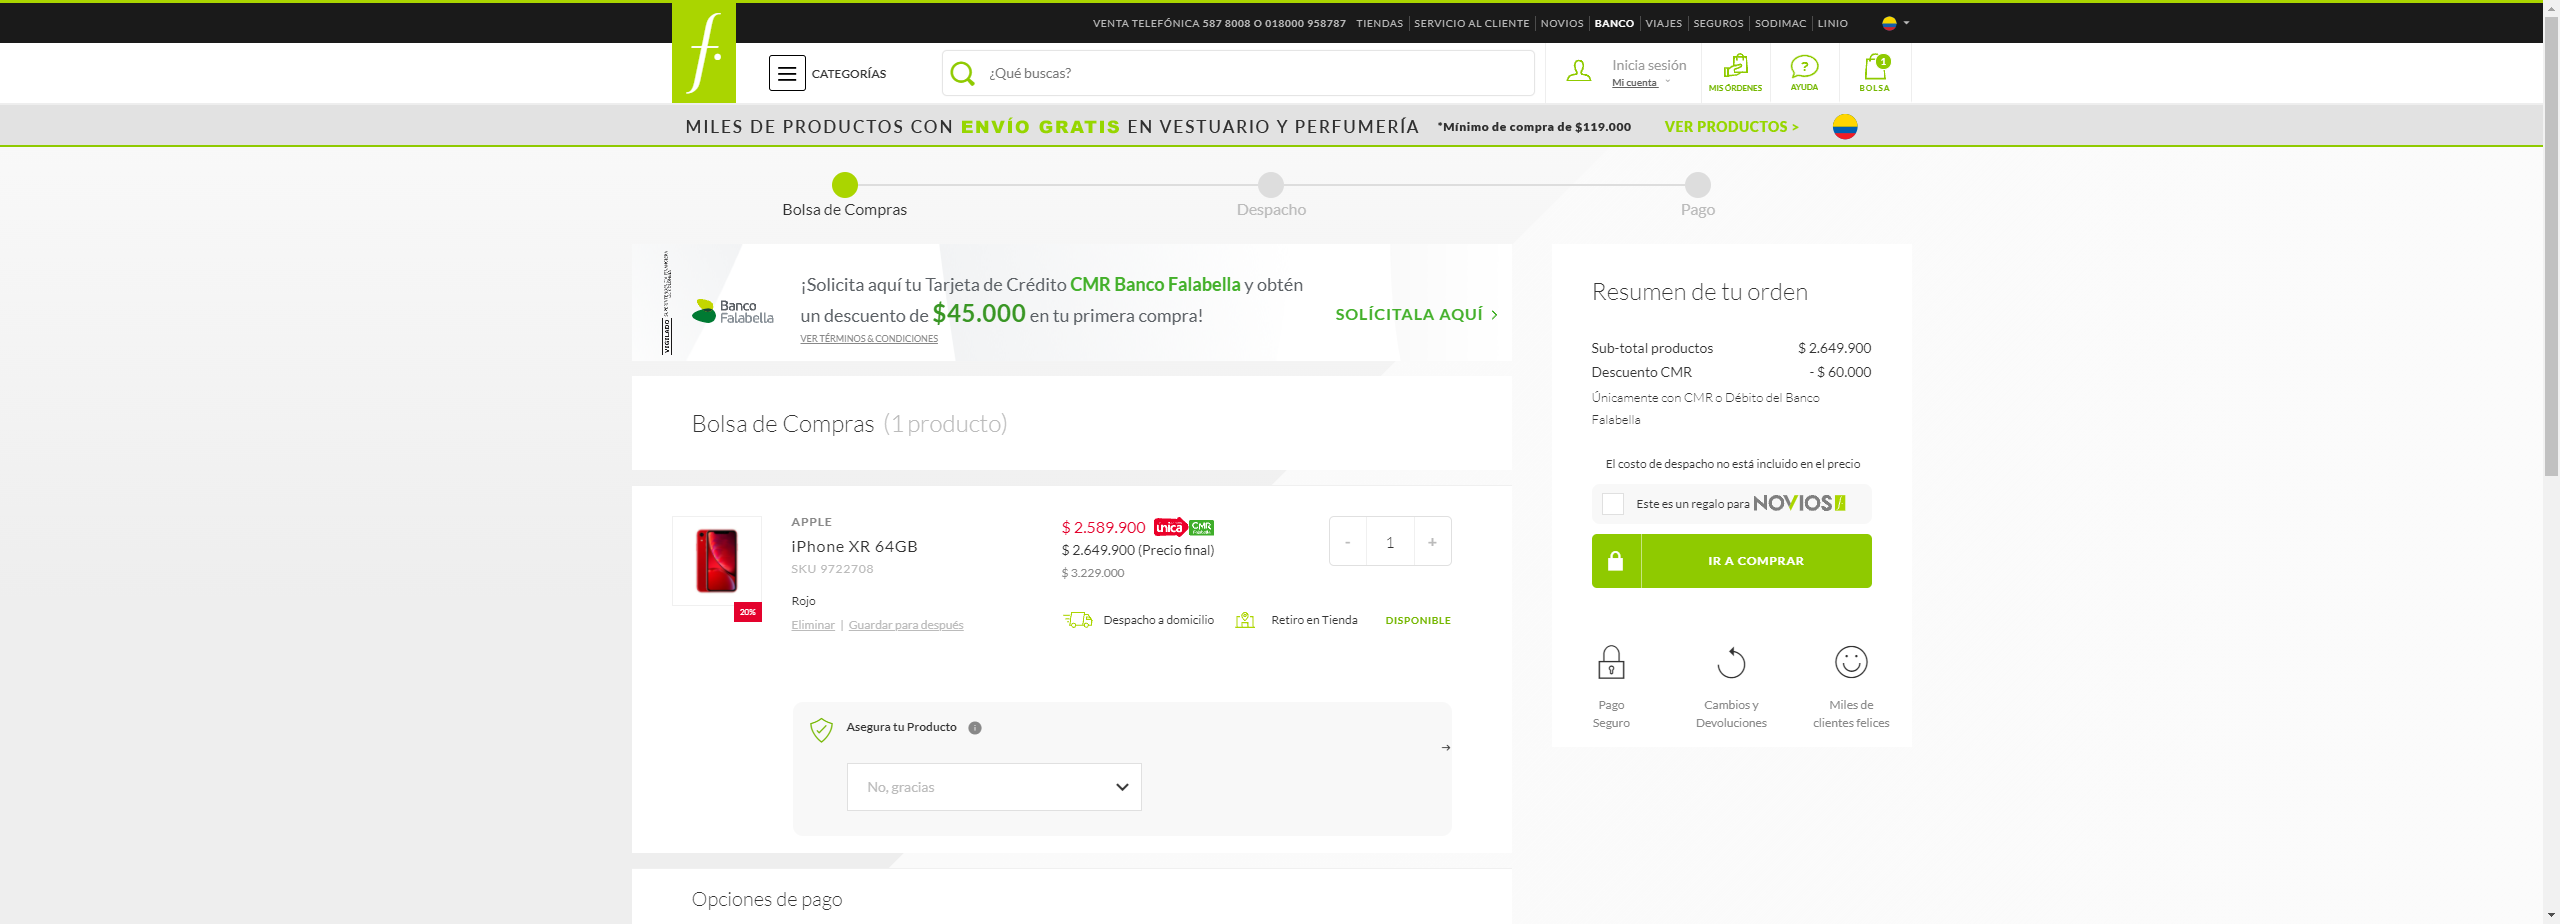 VENTA TELEFÓNICA 587 8008 O 018000 958787 TIENDAS SERVICIO AL CLIENTE NOVIOS BANCO VIAJES SEGUROS SODIMAC LINIO
f.
CATEGORÍAS
¿Qué buscas?
Inicia sesión
Mi cuenta
MIS ÓRDENES
AYUDA
1
BOLSA
MILES DE PRODUCTOS CON ENVÍO GRATIS EN VESTUARIO Y PERFUMERÍA *Mínimo de compra de $119.000 VER PRODUCTOS >
Bolsa de Compras
Despacho
Pago
VIGILADO
Banco
Falabella
¡Solicita aquí tu Tarjeta de Crédito CMR Banco Falabella y obtén
un descuento de $45.000 en tu primera compra!
VER TÉRMINOS & CONDICIONES
SOLÍCITALA AQUÍ >
Bolsa de Compras (1 producto)
APPLE
iPhone XR 64GB
SKU 9722708
Rojo
Eliminar | Guardar para después
20%
$ 2.589.900 unica CMR Falabella
$ 2.649.900 (Precio final)
$ 3.229.000
- 1 +
Despacho a domicilio
Retiro en Tienda
DISPONIBLE
Asegura tu Producto i
No, gracias
Opciones de pago
Resumen de tu orden
Sub-total productos $ 2.649.900
Descuento CMR - $ 60.000
Únicamente con CMR o Débito del Banco
Falabella
El costo de despacho no está incluido en el precio
Este es un regalo para NOVIOS f
IR A COMPRAR
Pago
Seguro
Cambios y
Devoluciones
Miles de
clientes felices